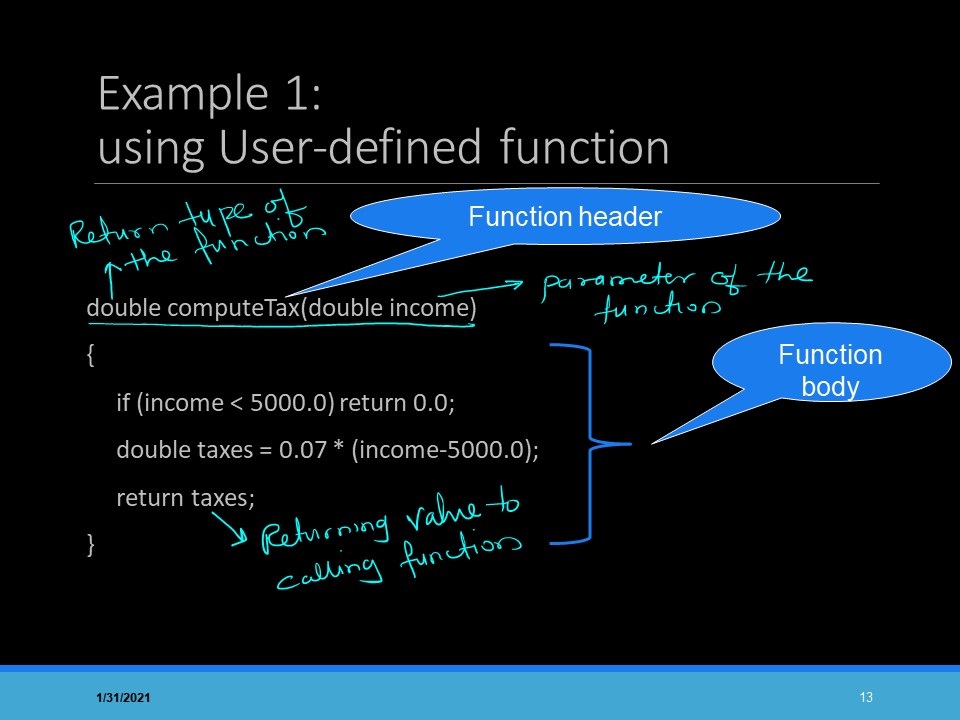 Example 1:
using User-defined function
Return type of
the function
Function header
parameter of the
function
double computeTax(double income)
{
Function
body
if (income < 5000.0) return 0.0;
double taxes = 0.07 * (income-5000.0);
return taxes;
Returning value to
calling function
}
1/31/2021
13